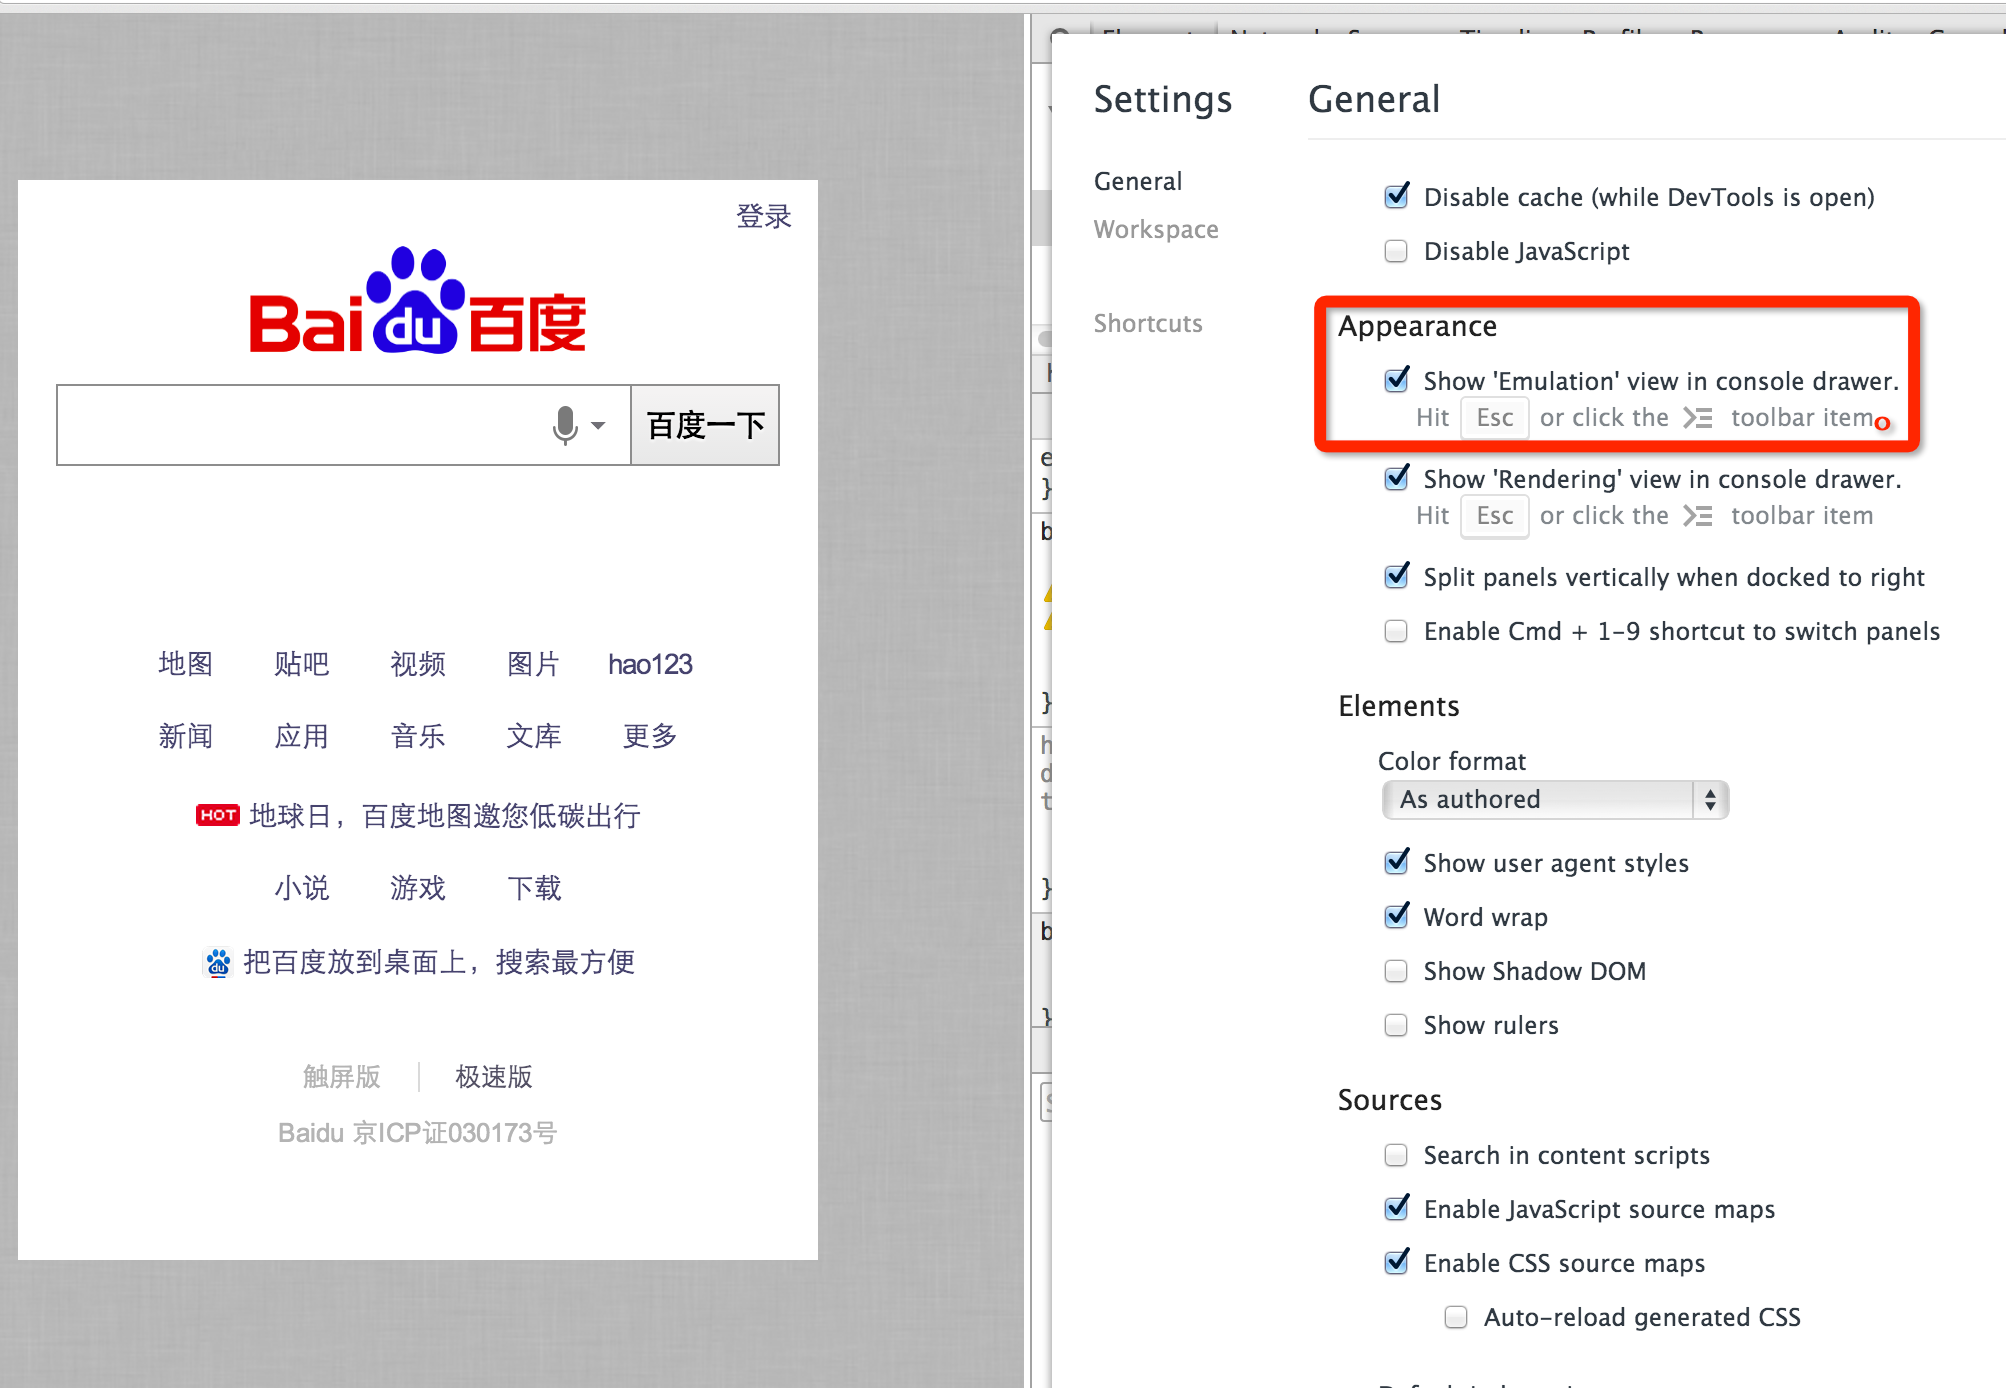 登录
Bai du 百度
百度一下
地图 贴吧 视频 图片 hao123
新闻 应用 音乐 文库 更多
HOT 地球日，百度地图邀您低碳出行
小说 游戏 下载
du 把百度放到桌面上，搜索最方便
触屏版 极速版
Baidu 京ICP证030173号
Settings
General
Workspace
Shortcuts
General
Disable cache (while DevTools is open)
Disable JavaScript
Appearance
Show 'Emulation' view in console drawer.
Hit Esc or click the toolbar item
Show 'Rendering' view in console drawer.
Hit Esc or click the toolbar item
Split panels vertically when docked to right
Enable Cmd + 1-9 shortcut to switch panels
Elements
Color format
As authored
Show user agent styles
Word wrap
Show Shadow DOM
Show rulers
Sources
Search in content scripts
Enable JavaScript source maps
Enable CSS source maps
Auto-reload generated CSS